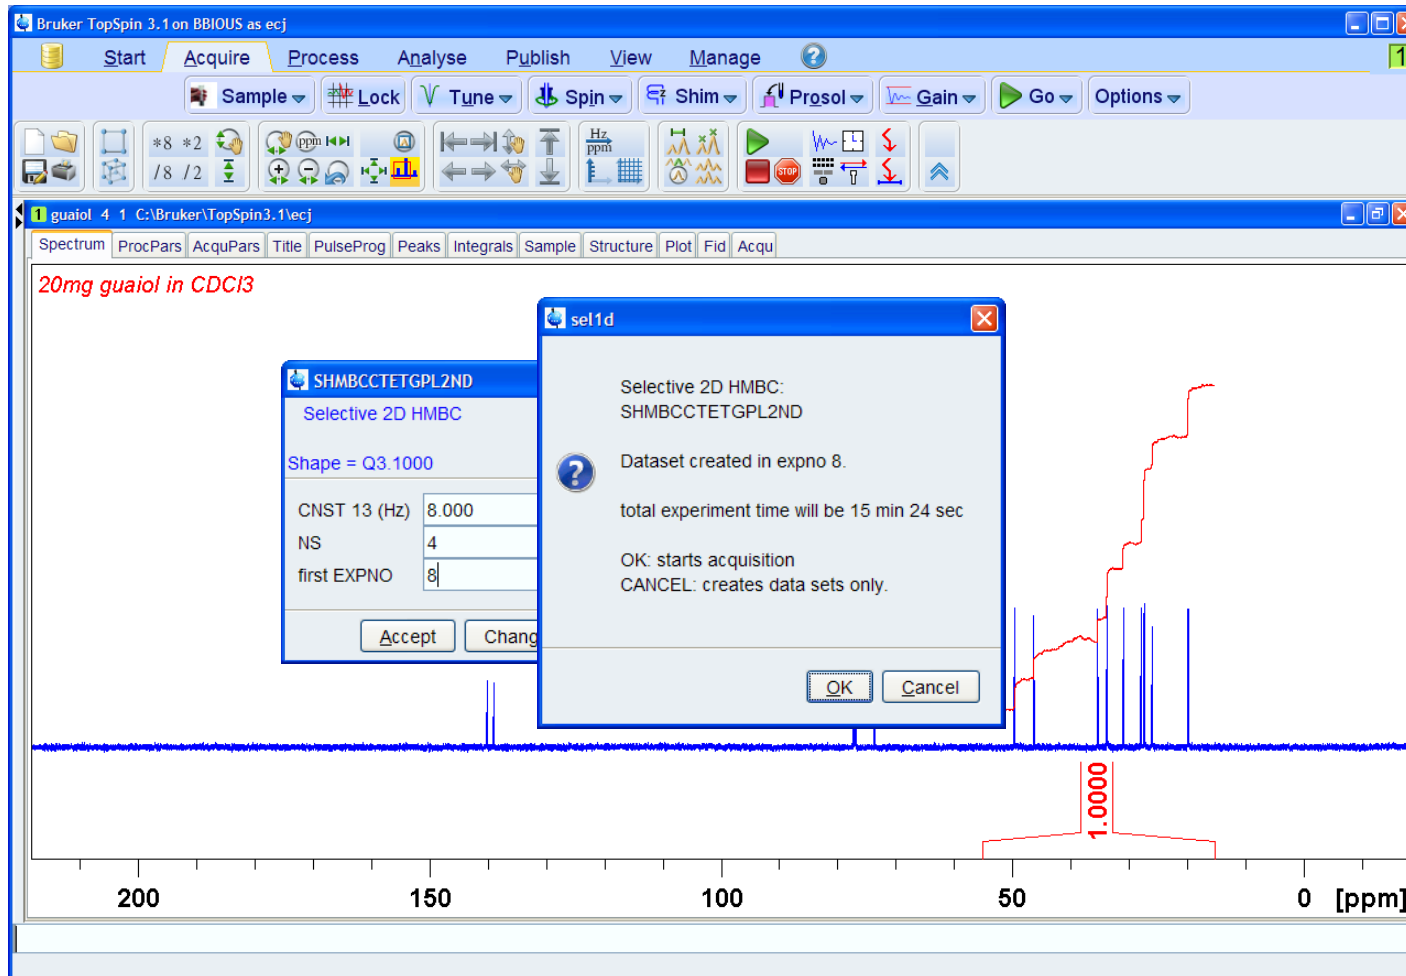 Bruker TopSpin 3.1 on BBIOUS as ecj
Start Acquire Process Analyse Publish View Manage ? 1
Sample Lock Tune Spin Shim Prosol Gain Go Options
*8 *2 ppm Hz ppm
/8 /2 STOP
1 guaiol 4 1 C:\Bruker\TopSpin3.1\ecj
Spectrum ProcPars AcquPars Title PulseProg Peaks Integrals Sample Structure Plot Fid Acqu
20mg guaiol in CDCl3
sel1d
SHMBCCTETGPL2ND
Selective 2D HMBC
Shape = Q3.1000
CNST 13 (Hz) 8.000
NS 4
first EXPNO 8
Accept Chang
Selective 2D HMBC:
SHMBCCTETGPL2ND
Dataset created in expno 8.
total experiment time will be 15 min 24 sec
OK: starts acquisition
CANCEL: creates data sets only.
OK Cancel
1.0000
200 150 100 50 0 [ppm]